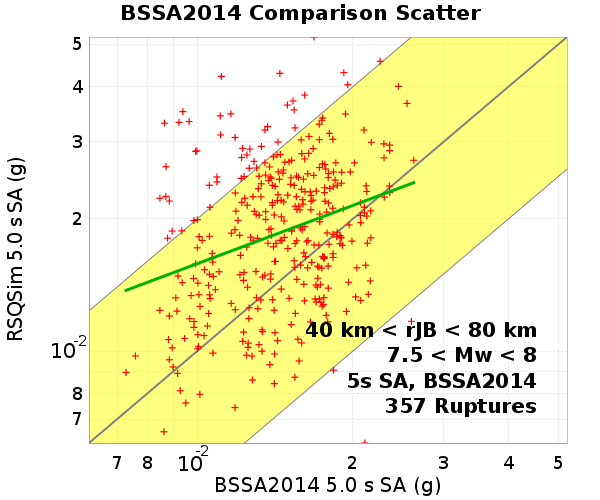 BSSA2014 Comparison Scatter
RSQSim 5.0 s SA (g)
5
4
3
2
10-2
8
7
40 km < rJB < 80 km
7.5 < Mw < 8
5s SA, BSSA2014
357 Ruptures
7 8 10-2 2 3 4 5
BSSA2014 5.0 s SA (g)